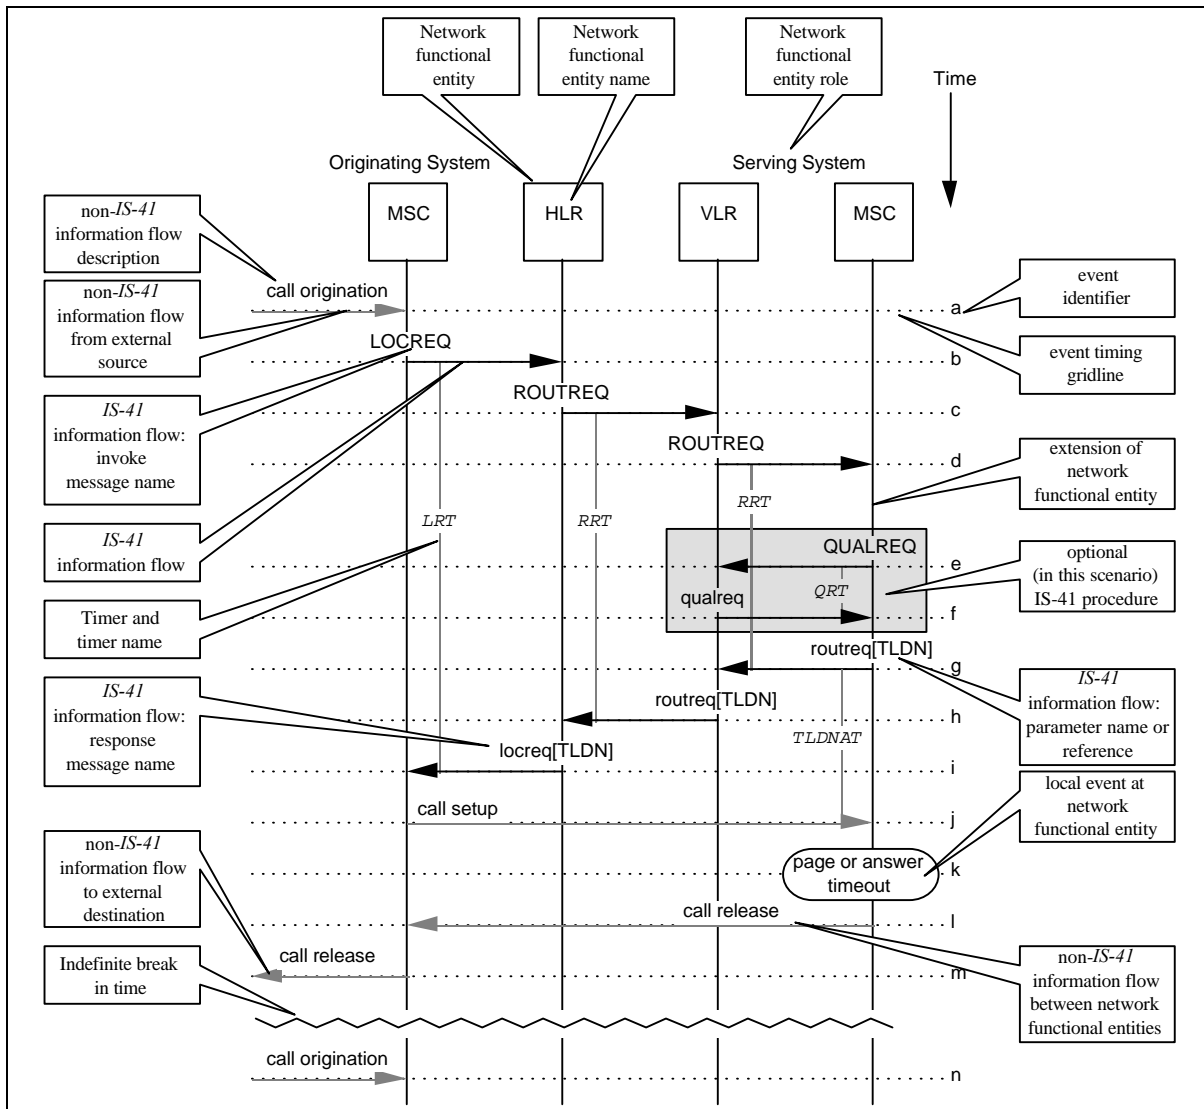 Network
functional
entity
Network
functional
entity name
Network
functional
entity role
Time
Originating System
Serving System
MSC
HLR
VLR
MSC
non-IS-41
information flow
description
call origination
a
event
identifier
non-IS-41
information flow
from external
source
LOCREQ
b
event timing
gridline
ROUTREQ
c
IS-41
information flow:
invoke
message name
ROUTREQ
d
extension of
network
functional entity
LRT
RRT
RRT
IS-41
information flow
QUALREQ
e
optional
(in this scenario)
IS-41 procedure
qualreq
QRT
f
Timer and
timer name
routreq[TLDN]
g
IS-41
information flow:
parameter name or
reference
IS-41
information flow:
response
message name
routreq[TLDN]
h
TLDNAT
locreq[TLDN]
i
local event at
network
functional entity
call setup
j
non-IS-41
information flow
to external
destination
page or answer
timeout
k
call release
l
call release
m
Indefinite break
in time
non-IS-41
information flow
between network
functional entities
call origination
n